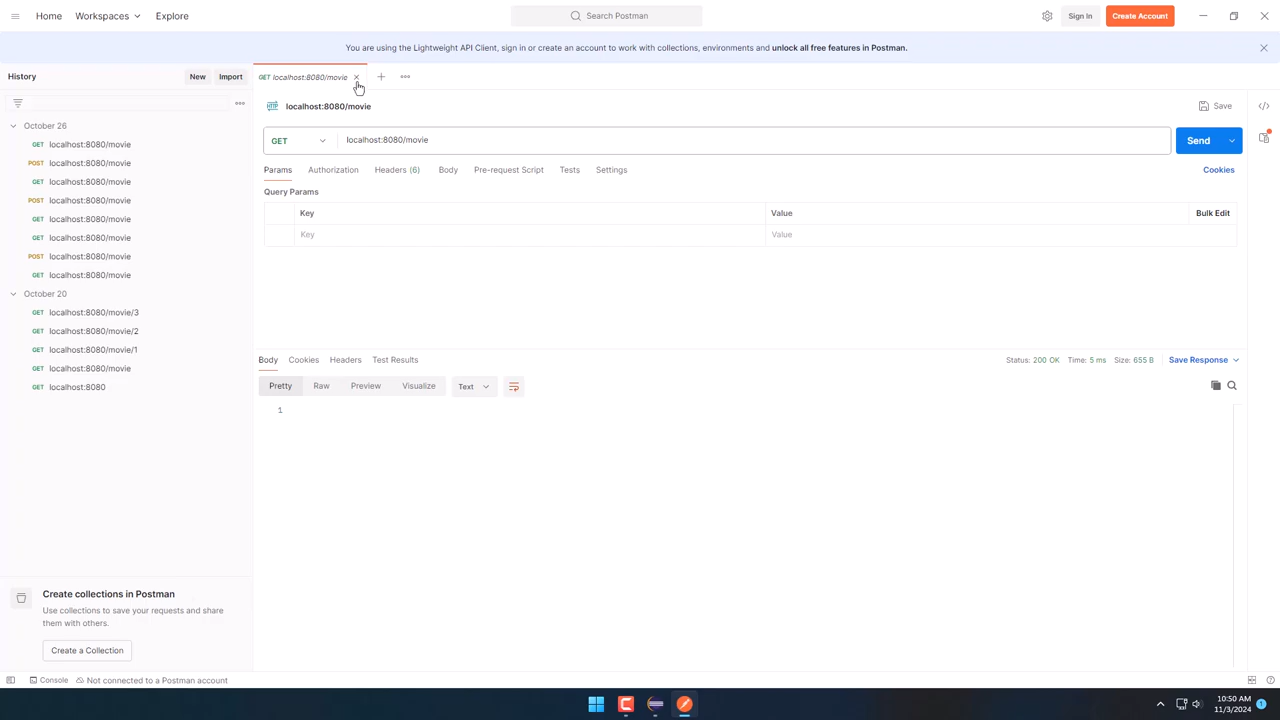 Home Workspaces Explore Search Postman Sign In Create Account
You are using the Lightweight API Client, sign in or create an account to work with collections, environments and unlock all free features in Postman.
History New Import GET localhost:8080/movie
localhost:8080/movie Save
October 26
GET localhost:8080/movie
POST localhost:8080/movie
GET localhost:8080/movie
POST localhost:8080/movie
GET localhost:8080/movie
GET localhost:8080/movie
POST localhost:8080/movie
GET localhost:8080/movie
October 20
GET localhost:8080/movie/3
GET localhost:8080/movie/2
GET localhost:8080/movie/1
GET localhost:8080/movie
GET localhost:8080
Create collections in Postman
Use collections to save your requests and share
them with others.
Create a Collection
GET localhost:8080/movie Send
Params Authorization Headers (6) Body Pre-request Script Tests Settings Cookies
Query Params
Key Value Bulk Edit
Key Value
Body Cookies Headers Test Results Status: 200 OK Time: 5 ms Size: 655 B Save Response
Pretty Raw Preview Visualize Text
1
Console Not connected to a Postman account
10:50 AM
11/3/2024
1